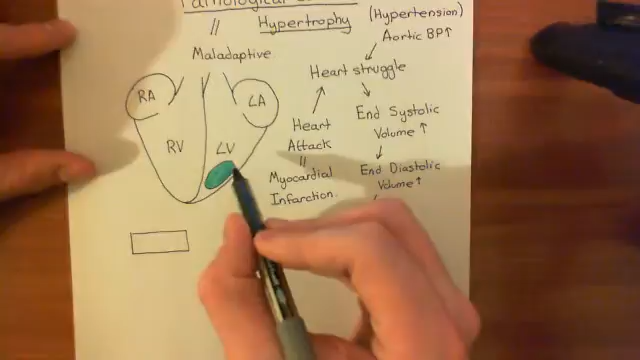 Pathological
Hypertrophy
(Hypertension)
Aortic BP↑
=
Maladaptive
Heart struggle
RA
LA
RV
LV
End Systolic
Volume ↑
Heart
Attack
=
Myocardial
Infarction.
End Diastolic
Volume ↑